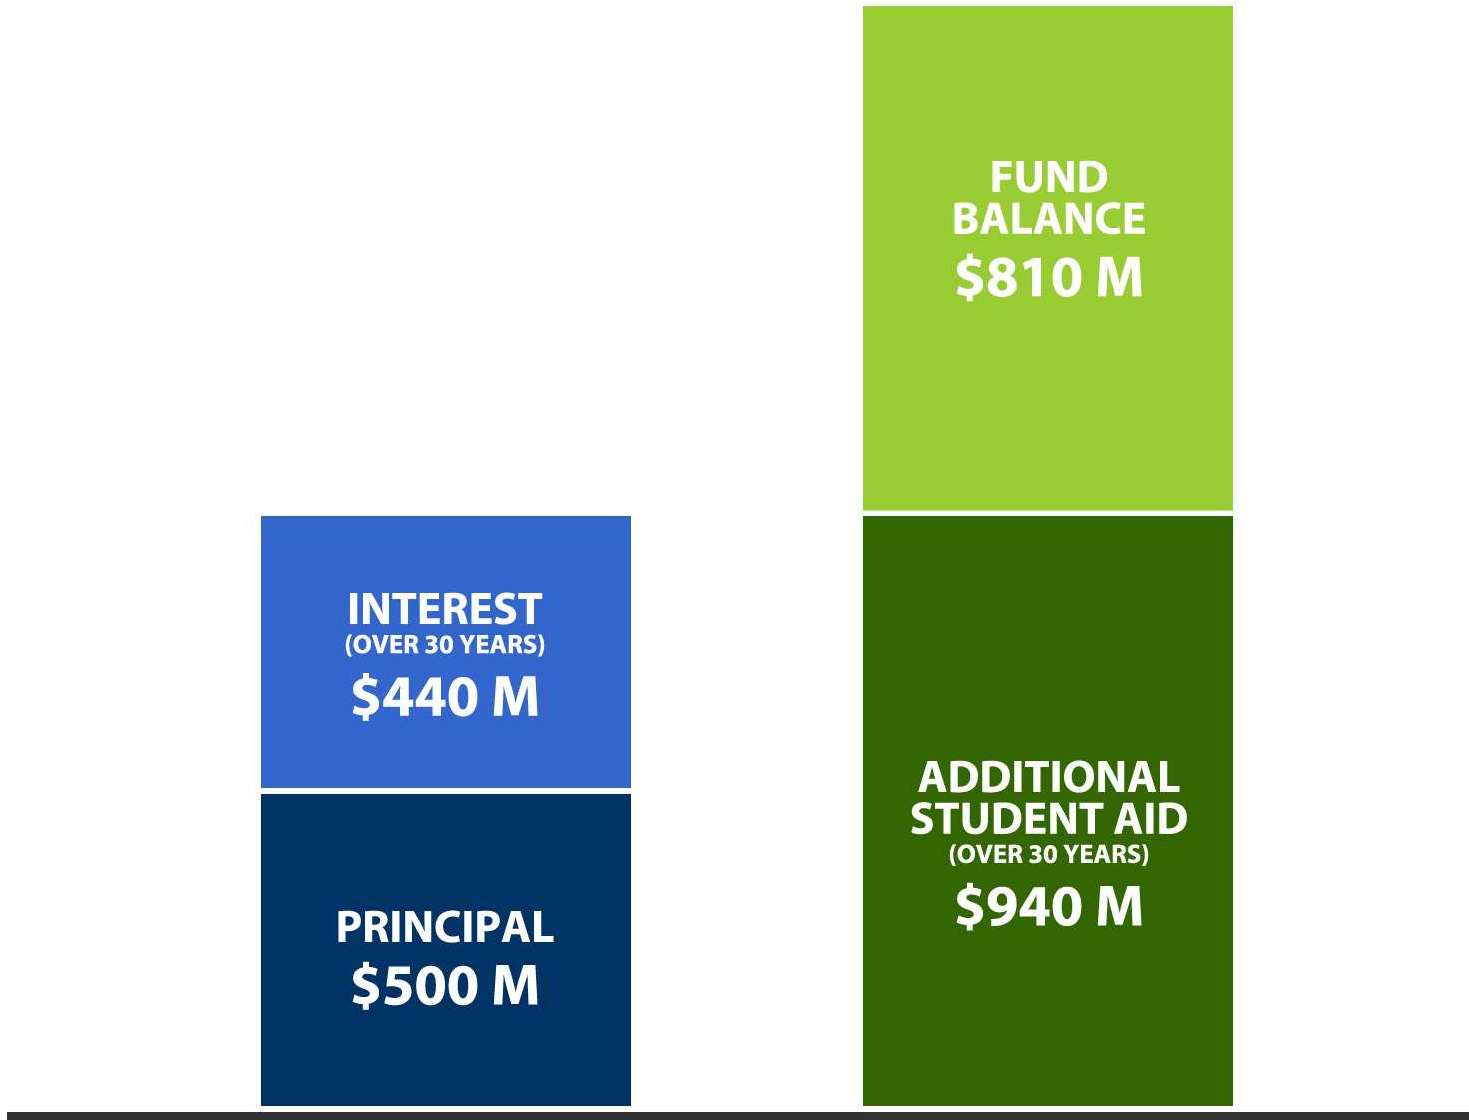 FUND
BALANCE
$810 M
INTEREST
(OVER 30 YEARS)
$440 M
PRINCIPAL
$500 M
ADDITIONAL
STUDENT AID
(OVER 30 YEARS)
$940 M